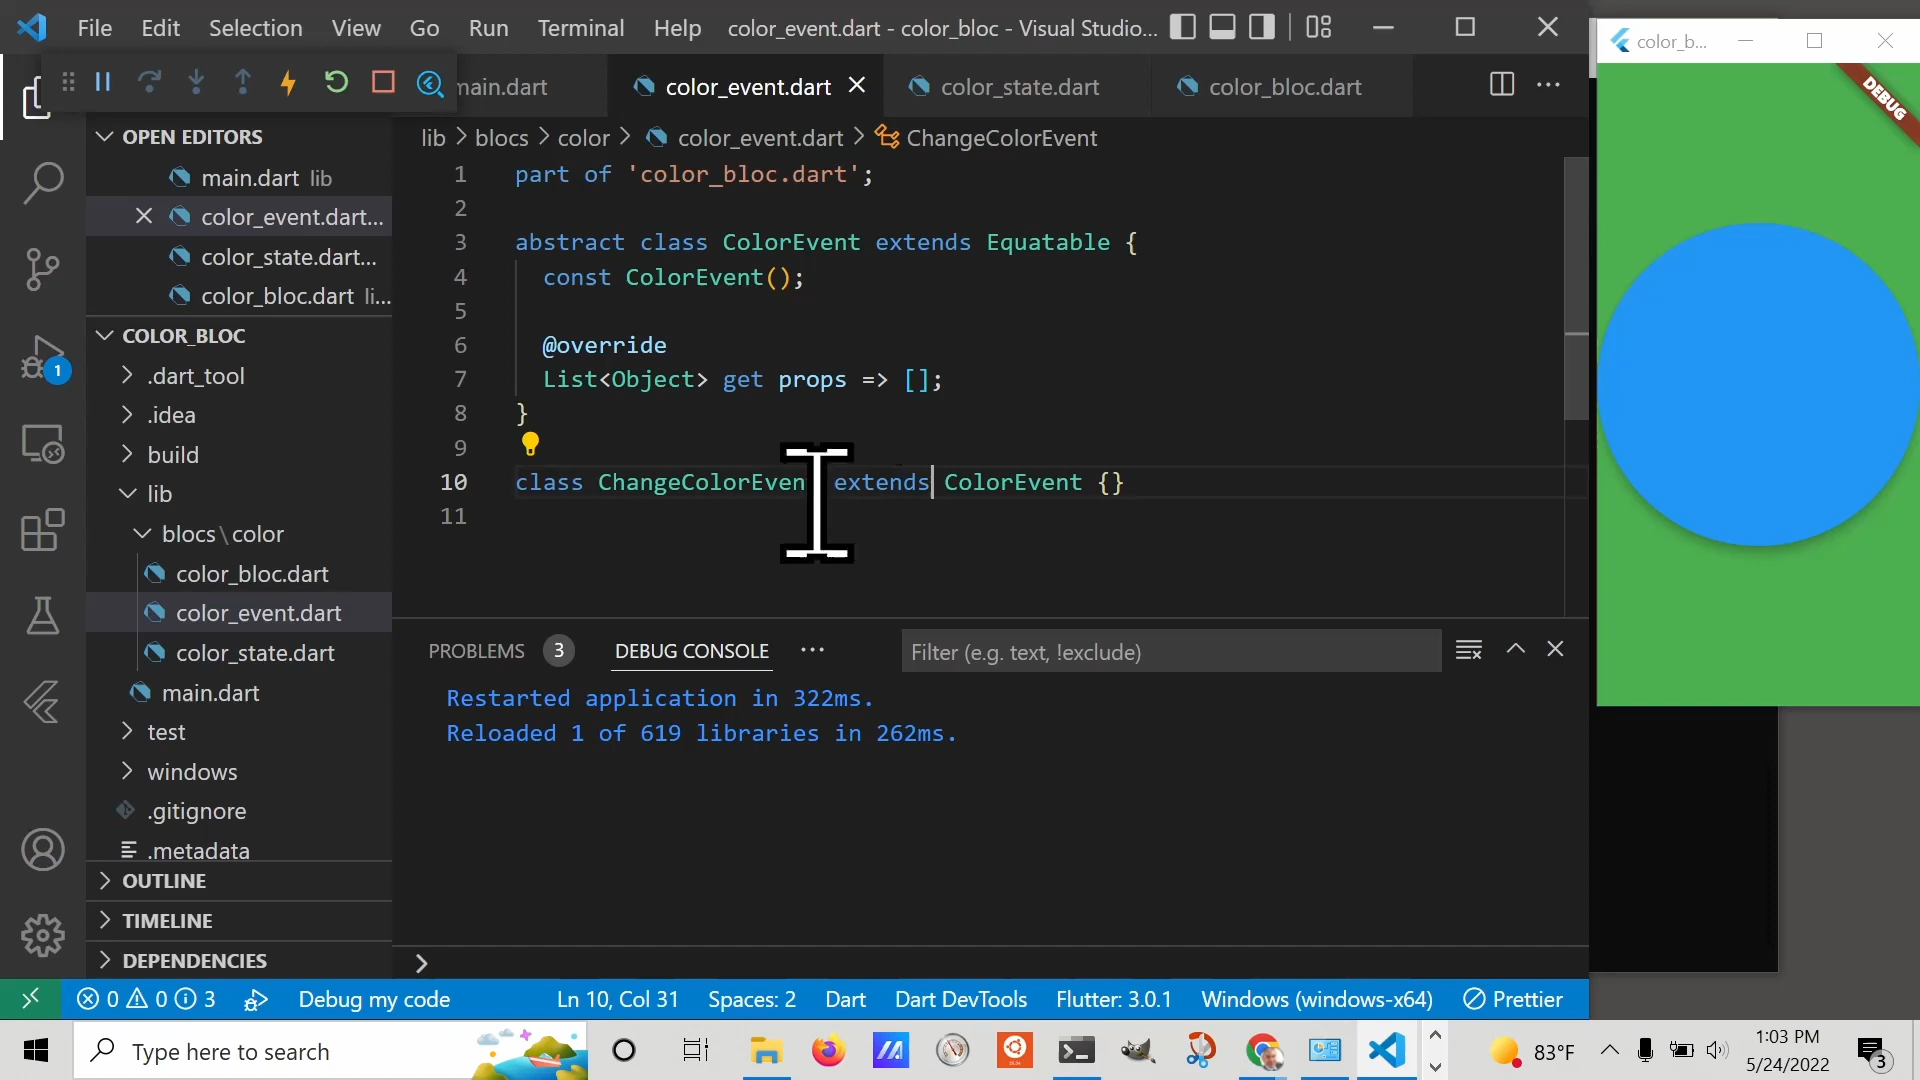 File Edit Selection View Go Run Terminal Help color_event.dart - color_bloc - Visual Studio...
color_b...
main.dart color_event.dart color_state.dart color_bloc.dart
DEBUG
OPEN EDITORS
main.dart lib
color_event.dart...
color_state.dart...
color_bloc.dart li...
COLOR_BLOC
.dart_tool
.idea
build
lib
blocs\color
color_bloc.dart
color_event.dart
color_state.dart
main.dart
test
windows
.gitignore
.metadata
OUTLINE
TIMELINE
DEPENDENCIES
lib > blocs > color > color_event.dart > ChangeColorEvent
1 part of 'color_bloc.dart';
2
3 abstract class ColorEvent extends Equatable {
4 const ColorEvent();
5
6 @override
7 List<Object> get props => [];
8 }
9
10 class ChangeColorEvent extends ColorEvent {}
11
PROBLEMS 3 DEBUG CONSOLE ... Filter (e.g. text, !exclude)
Restarted application in 322ms.
Reloaded 1 of 619 libraries in 262ms.
1
0 0 3 Debug my code Ln 10, Col 31 Spaces: 2 Dart Dart DevTools Flutter: 3.0.1 Windows (windows-x64) Prettier
Type here to search
83°F
1:03 PM
5/24/2022
3